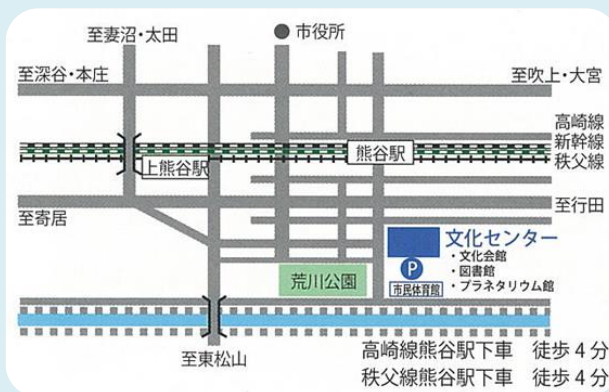 至妻沼・太田
市役所
至深谷・本庄
至吹上・大宮
高崎線
新幹線
秩父線
熊谷駅
上熊谷駅
至寄居
至行田
文化センター
・文化会館
・図書館
・プラネタリウム館
P
市民体育館
荒川公園
至東松山
高崎線熊谷駅下車 徒歩4分
秩父線熊谷駅下車 徒歩4分